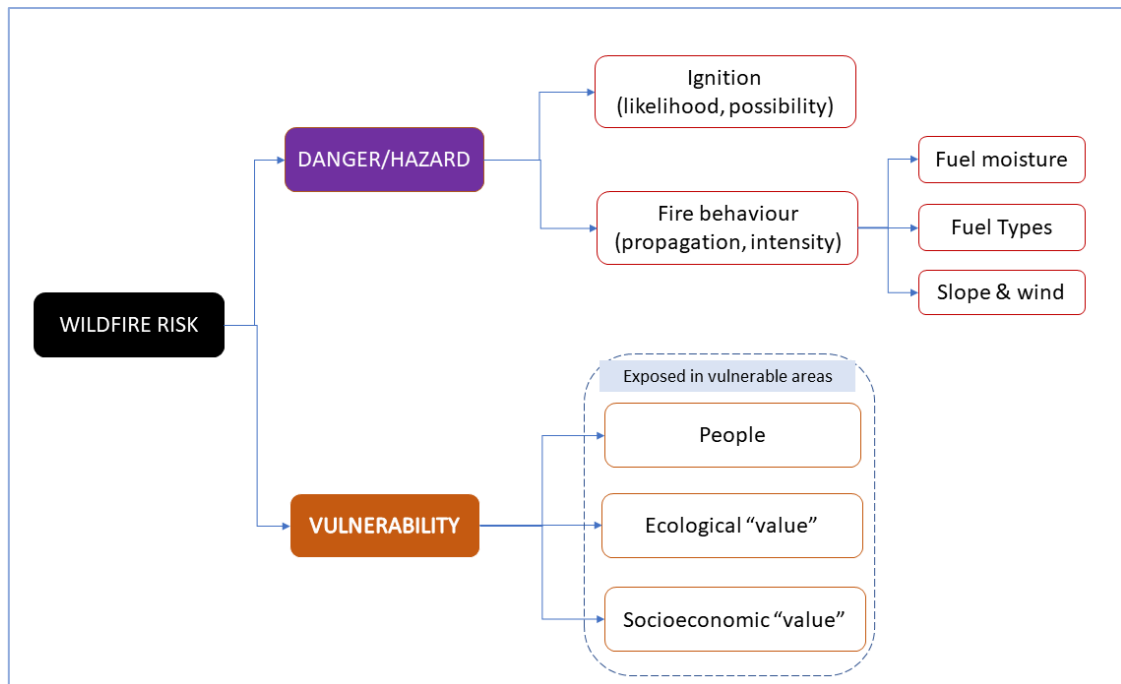 Ignition
(likelihood, possibility)
DANGER/HAZARD
Fuel moisture
Fire behaviour
(propagation, intensity)
Fuel Types
Slope & wind
WILDFIRE RISK
Exposed in vulnerable areas
People
VULNERABILITY
Ecological “value”
Socioeconomic “value”